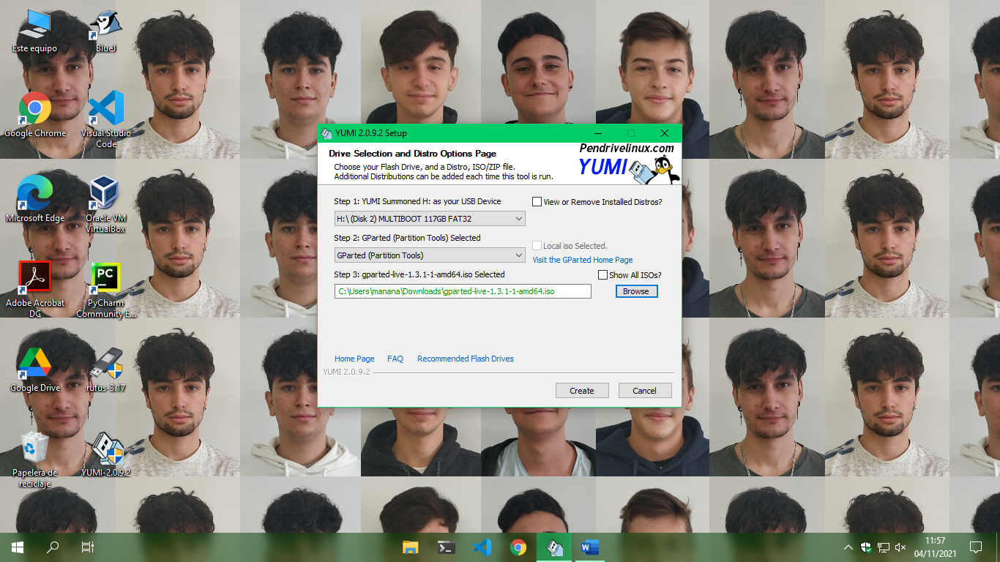 Este equipo
BlueJ
Google Chrome
Visual Studio
Code
Microsoft Edge
Oracle VM
VirtualBox
Adobe Acrobat
DC
PyCharm
Community E...
Google Drive
rufus-3.17
Papelera de
reciclaje
YUMI-2.0.9.2
YUMI 2.0.9.2 Setup
Drive Selection and Distro Options Page
Choose your Flash Drive, and a Distro, ISO/ZIP file.
Additional Distributions can be added each time this tool is run.
Pendrivelinux.com
YUMI
Step 1: YUMI Summoned H: as your USB Device
View or Remove Installed Distros?
H:\ (Disk 2) MULTIBOOT 117GB FAT32
Step 2: GParted (Partition Tools) Selected
Local iso Selected.
GParted (Partition Tools)
Visit the GParted Home Page
Step 3: gparted-live-1.3.1-1-amd64.iso Selected
Show All ISOs?
C:\Users\manana\Downloads\gparted-live-1.3.1-1-amd64.iso
Browse
Home Page
FAQ
Recommended Flash Drives
YUMI 2.0.9.2
Create
Cancel
11:57
04/11/2021